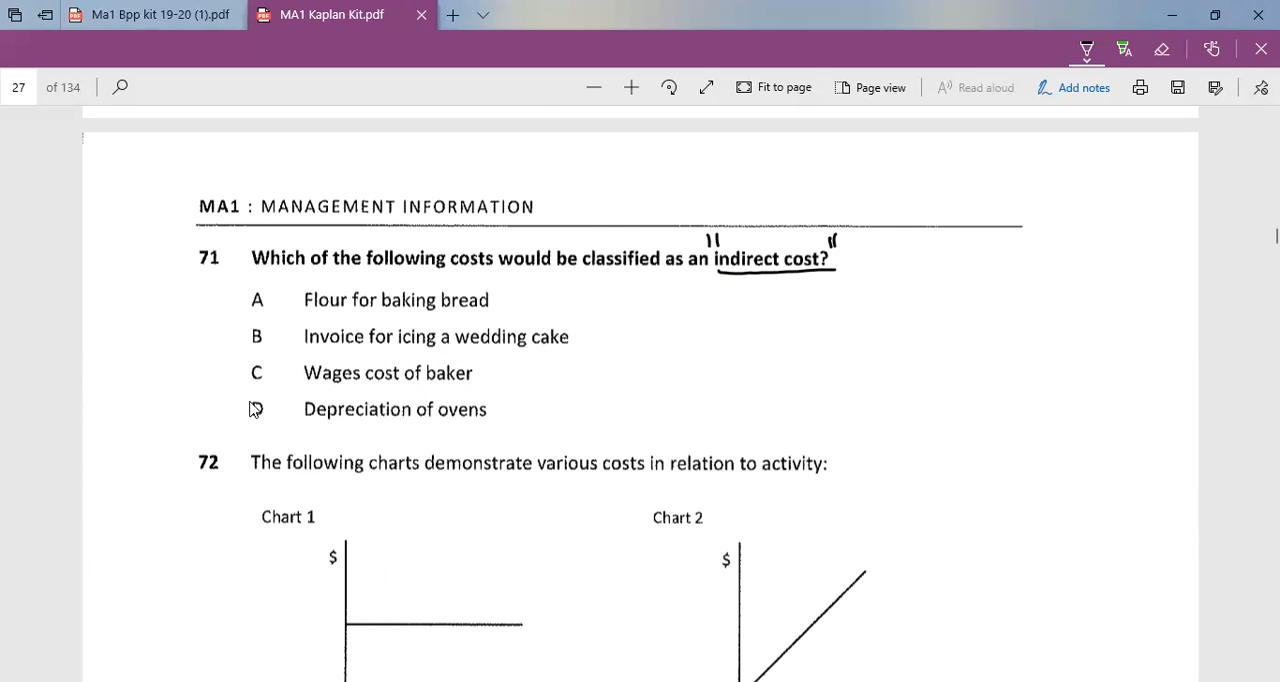 Ma1 Bpp kit 19-20 (1).pdf
MA1 Kaplan Kit.pdf
27 of 134
Fit to page
Page view
Read aloud
Add notes
MA1 : MANAGEMENT INFORMATION
71 Which of the following costs would be classified as an indirect cost?
A Flour for baking bread
B Invoice for icing a wedding cake
C Wages cost of baker
D Depreciation of ovens
72 The following charts demonstrate various costs in relation to activity:
Chart 1 Chart 2
$ $